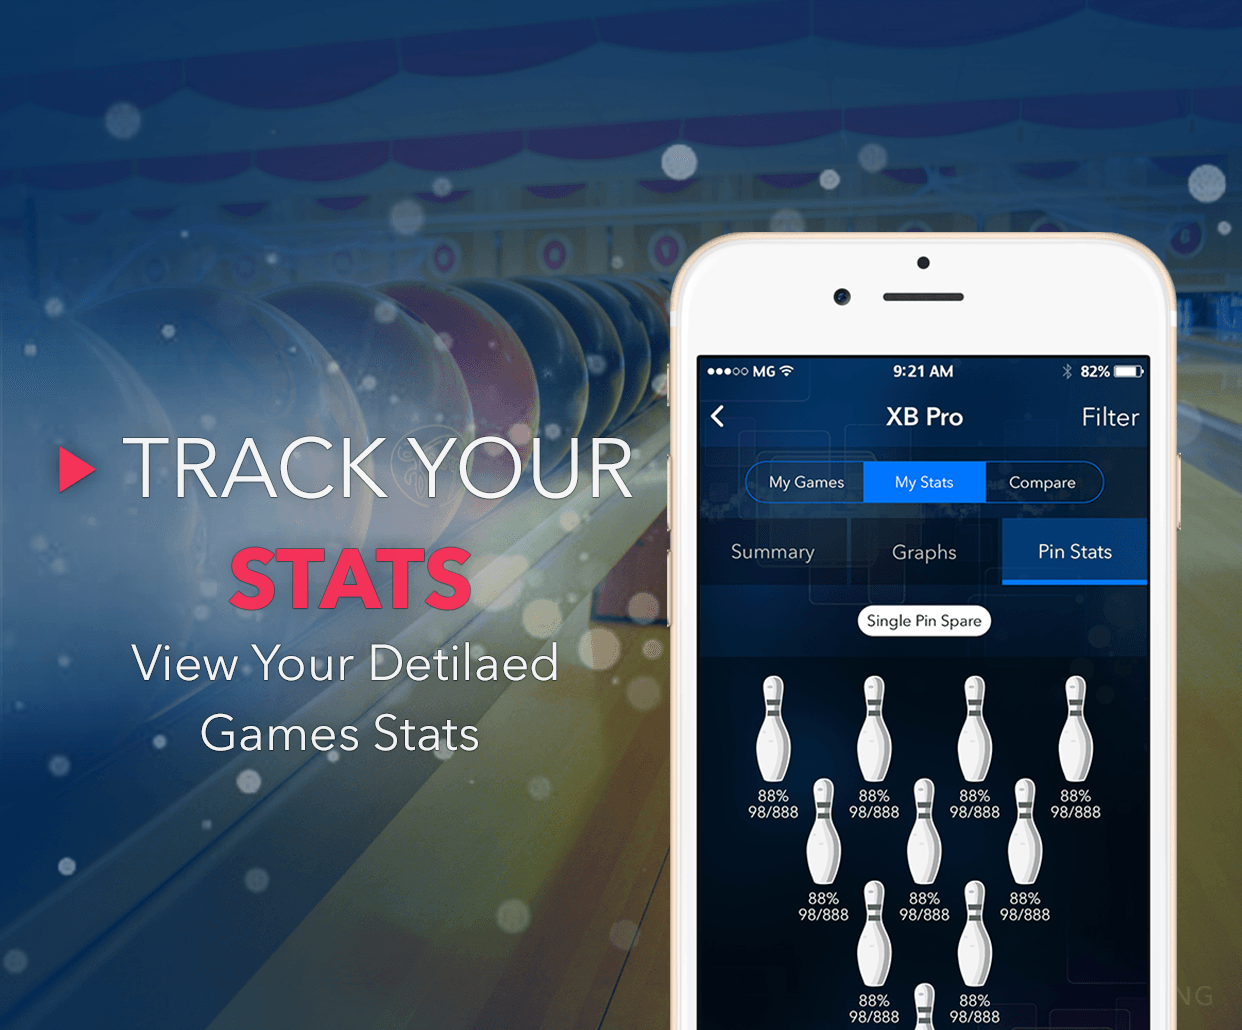 TRACK YOUR
STATS
View Your Detilaed
Games Stats
MG 9:21 AM 82%
XB Pro Filter
My Games My Stats Compare
Summary Graphs Pin Stats
Single Pin Spare
88% 88% 88% 88%
98/888 98/888 98/888 98/888
88% 88% 88%
98/888 98/888 98/888
88% 88%
98/888 98/888
NG